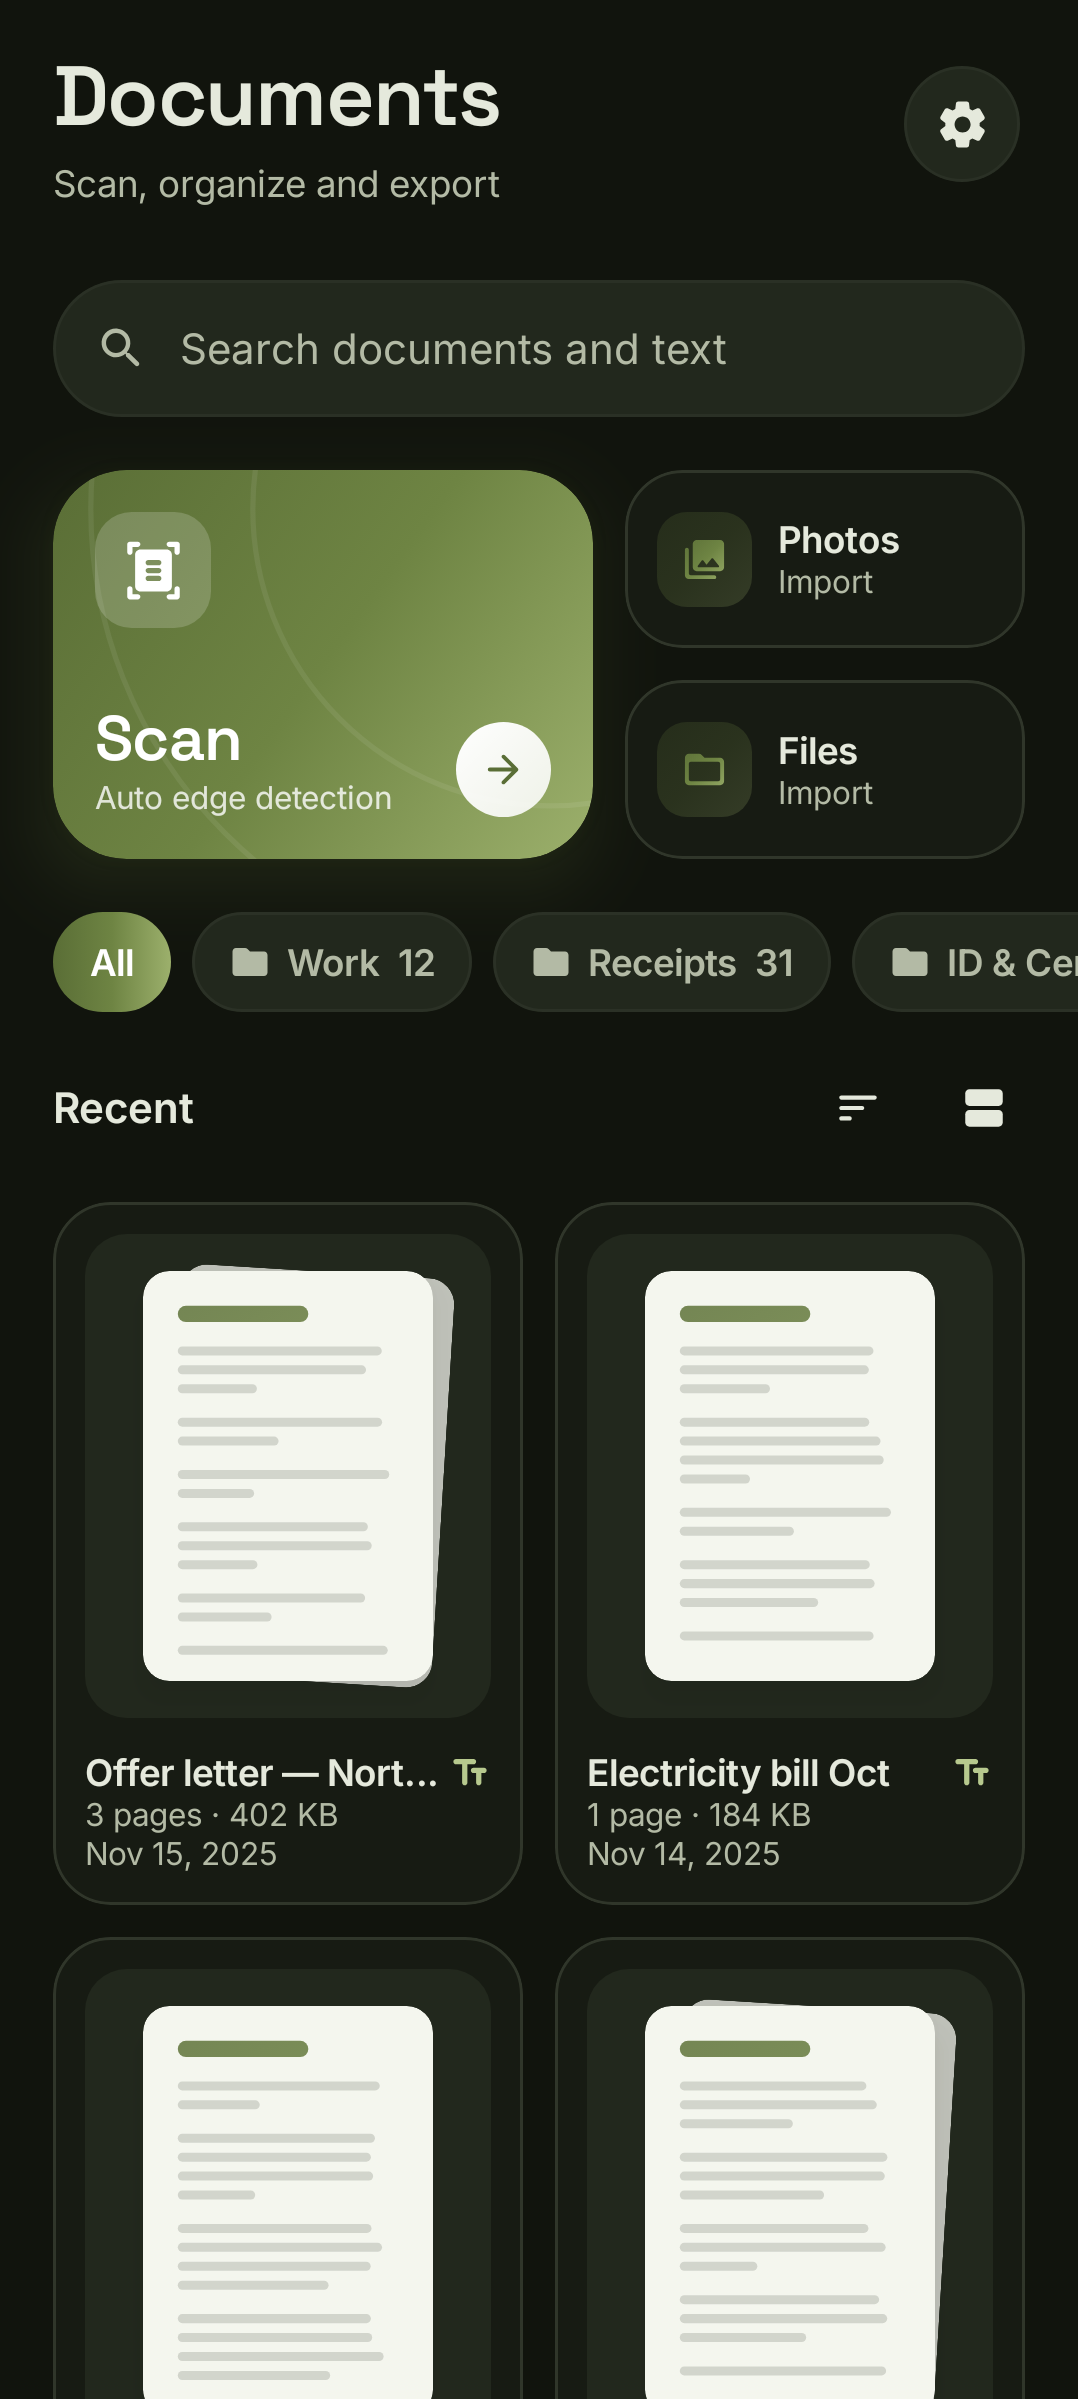 Documents
Scan, organize and export
Search documents and text
Scan
Auto edge detection
Photos
Import
Files
Import
All
Work 12
Receipts 31
ID & Cer
Recent
Offer letter — Nort...
3 pages · 402 KB
Nov 15, 2025
Electricity bill Oct
1 page · 184 KB
Nov 14, 2025